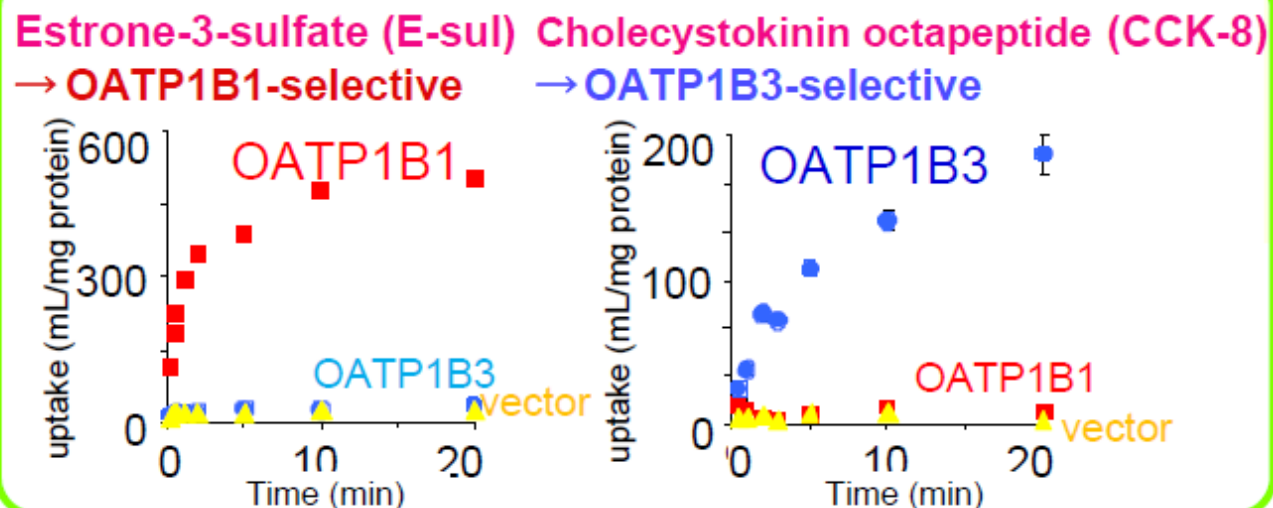 Estrone-3-sulfate (E-sul)
→ OATP1B1-selective
uptake (mL/mg protein)
600
300
0
OATP1B1
OATP1B3
vector
0 10 20
Time (min)
Cholecystokinin octapeptide (CCK-8)
→ OATP1B3-selective
uptake (mL/mg protein)
200
100
0
OATP1B3
OATP1B1
vector
0 10 20
Time (min)